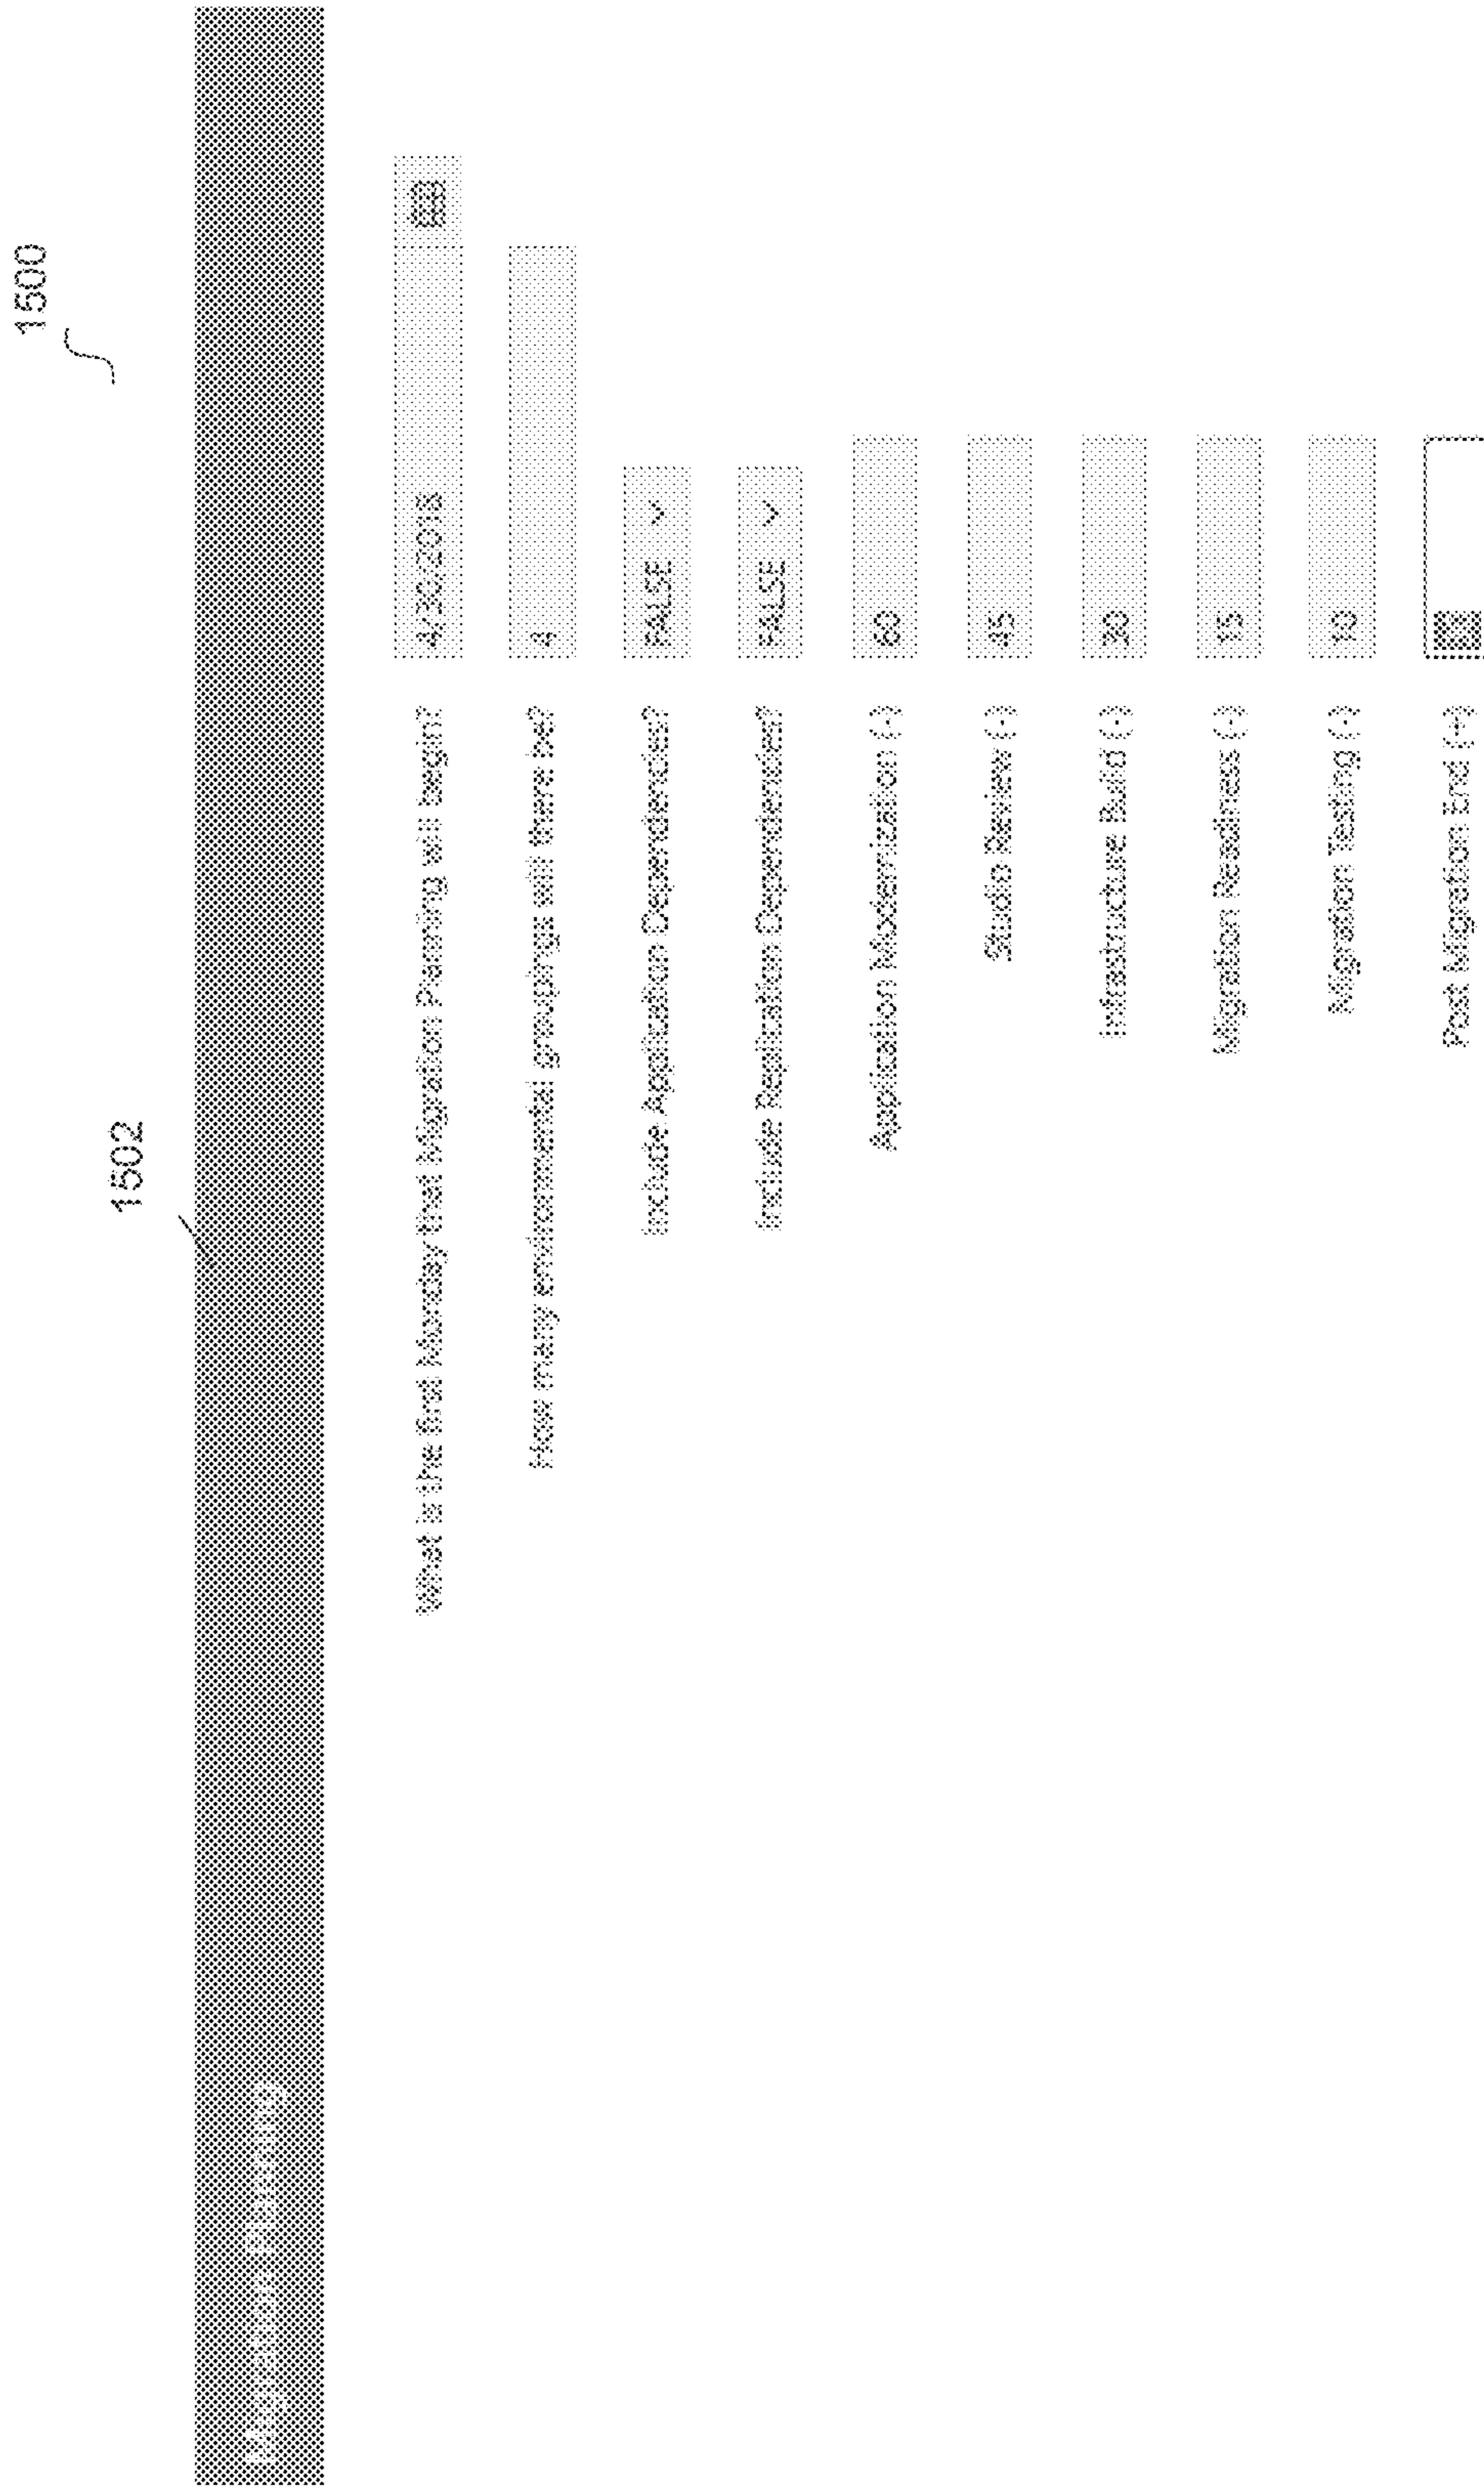 1500
1502
Migration Planning
What is the first Monday that Migration Planning will begin? 4/30/2018
How many environmental groupings will there be? 4
Include Application Dependencies? FALSE
Include Replication Dependencies? FALSE
Application Modernization (-) 60
Studio Review (-) 45
Infrastructure Build (-) 30
Migration Readiness (-) 15
Migration Testing (-) 10
Post Migration End (+)